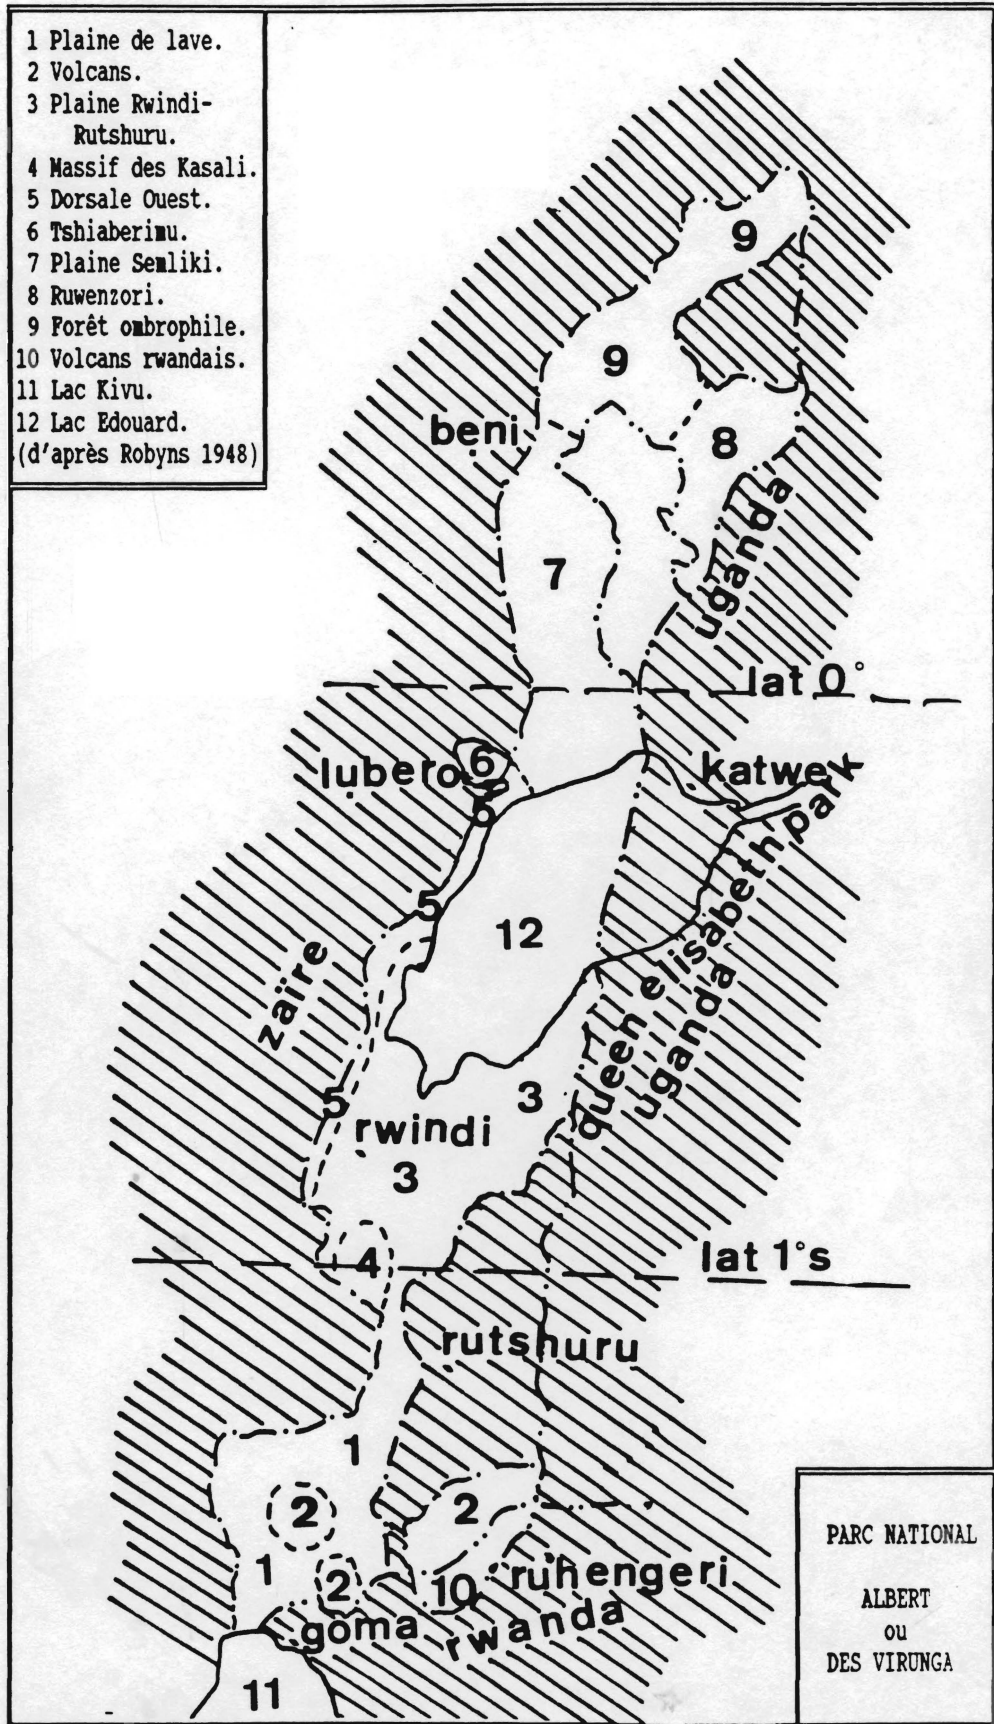 1 Plaine de lave.
2 Volcans.
3 Plaine Rwindi-
Rutshuru.
4 Massif des Kasali.
5 Dorsale Ouest.
6 Tshiaberimu.
7 Plaine Semliki.
8 Ruwenzori.
9 Forêt ombrophile.
10 Volcans rwandais.
11 Lac Kivu.
12 Lac Edouard.
(d'après Robyns 1948)
9
9
beni
8
uganda
7
lat 0°
lubero
6
katwe
5
queen elisabeth park
uganda
5
12
zaïre
5
rwindi
3
3
4
lat 1°s
rutshuru
1
2
2
1
2
10
ruhengeri
goma
rwanda
11
PARC NATIONAL
ALBERT
ou
DES VIRUNGA